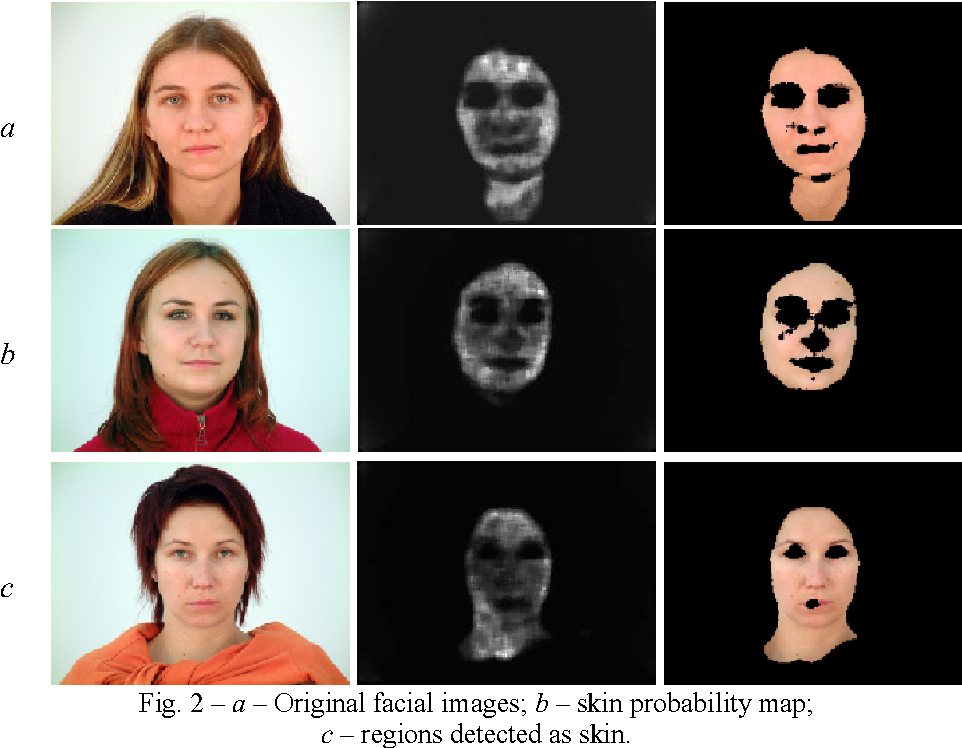 a
b
c
Fig. 2 – a – Original facial images; b – skin probability map;
c – regions detected as skin.